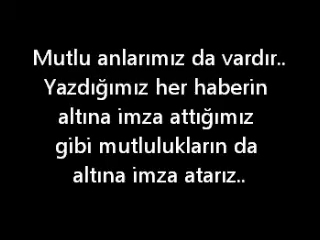 Mutlu anlarımız da vardır..
Yazdığımız her haberin
altına imza attığımız
gibi mutlulukların da
altına imza atarız..